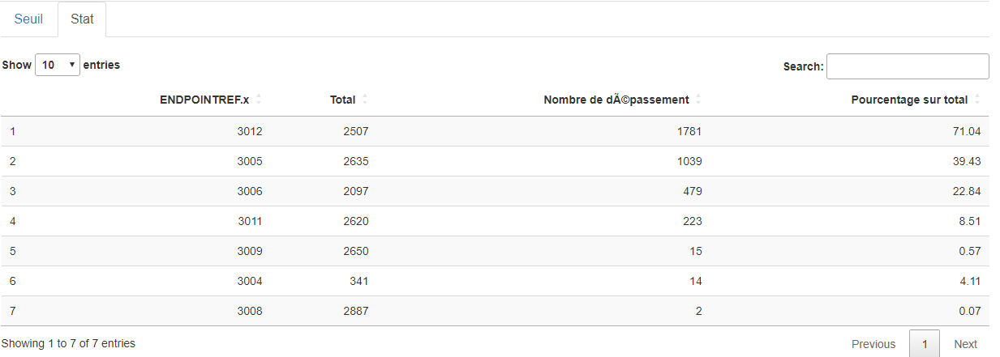 Seuil Stat
Show 10 entries Search:
ENDPOINTREF.x Total Nombre de dÃ©passement Pourcentage sur total
1 3012 2507 1781 71.04
2 3005 2635 1039 39.43
3 3006 2097 479 22.84
4 3011 2620 223 8.51
5 3009 2650 15 0.57
6 3004 341 14 4.11
7 3008 2887 2 0.07
Showing 1 to 7 of 7 entries Previous 1 Next